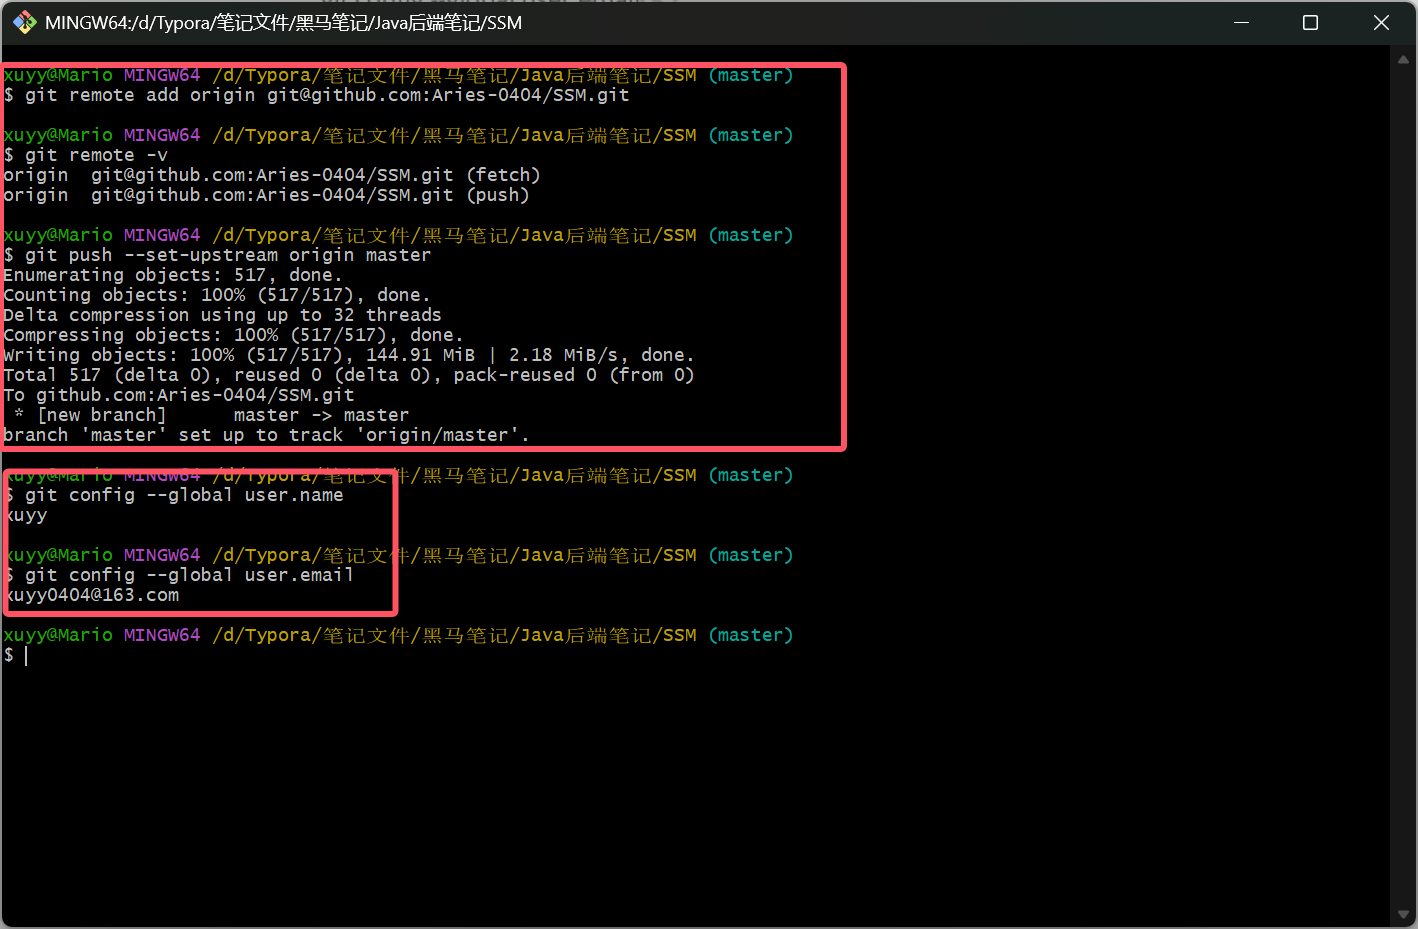 MINGW64:/d/Typora/笔记文件/黑马笔记/Java后端笔记/SSM
xuyy@Mario MINGW64 /d/Typora/笔记文件/黑马笔记/Java后端笔记/SSM (master)
$ git remote add origin git@github.com:Aries-0404/SSM.git
xuyy@Mario MINGW64 /d/Typora/笔记文件/黑马笔记/Java后端笔记/SSM (master)
$ git remote -v
origin  git@github.com:Aries-0404/SSM.git (fetch)
origin  git@github.com:Aries-0404/SSM.git (push)
xuyy@Mario MINGW64 /d/Typora/笔记文件/黑马笔记/Java后端笔记/SSM (master)
$ git push --set-upstream origin master
Enumerating objects: 517, done.
Counting objects: 100% (517/517), done.
Delta compression using up to 32 threads
Compressing objects: 100% (517/517), done.
Writing objects: 100% (517/517), 144.91 MiB | 2.18 MiB/s, done.
Total 517 (delta 0), reused 0 (delta 0), pack-reused 0 (from 0)
To github.com:Aries-0404/SSM.git
 * [new branch]      master -> master
branch 'master' set up to track 'origin/master'.
xuyy@Mario MINGW64 /d/Typora/笔记文件/黑马笔记/Java后端笔记/SSM (master)
$ git config --global user.name
xuyy
xuyy@Mario MINGW64 /d/Typora/笔记文件/黑马笔记/Java后端笔记/SSM (master)
$ git config --global user.email
xuyy0404@163.com
xuyy@Mario MINGW64 /d/Typora/笔记文件/黑马笔记/Java后端笔记/SSM (master)
$